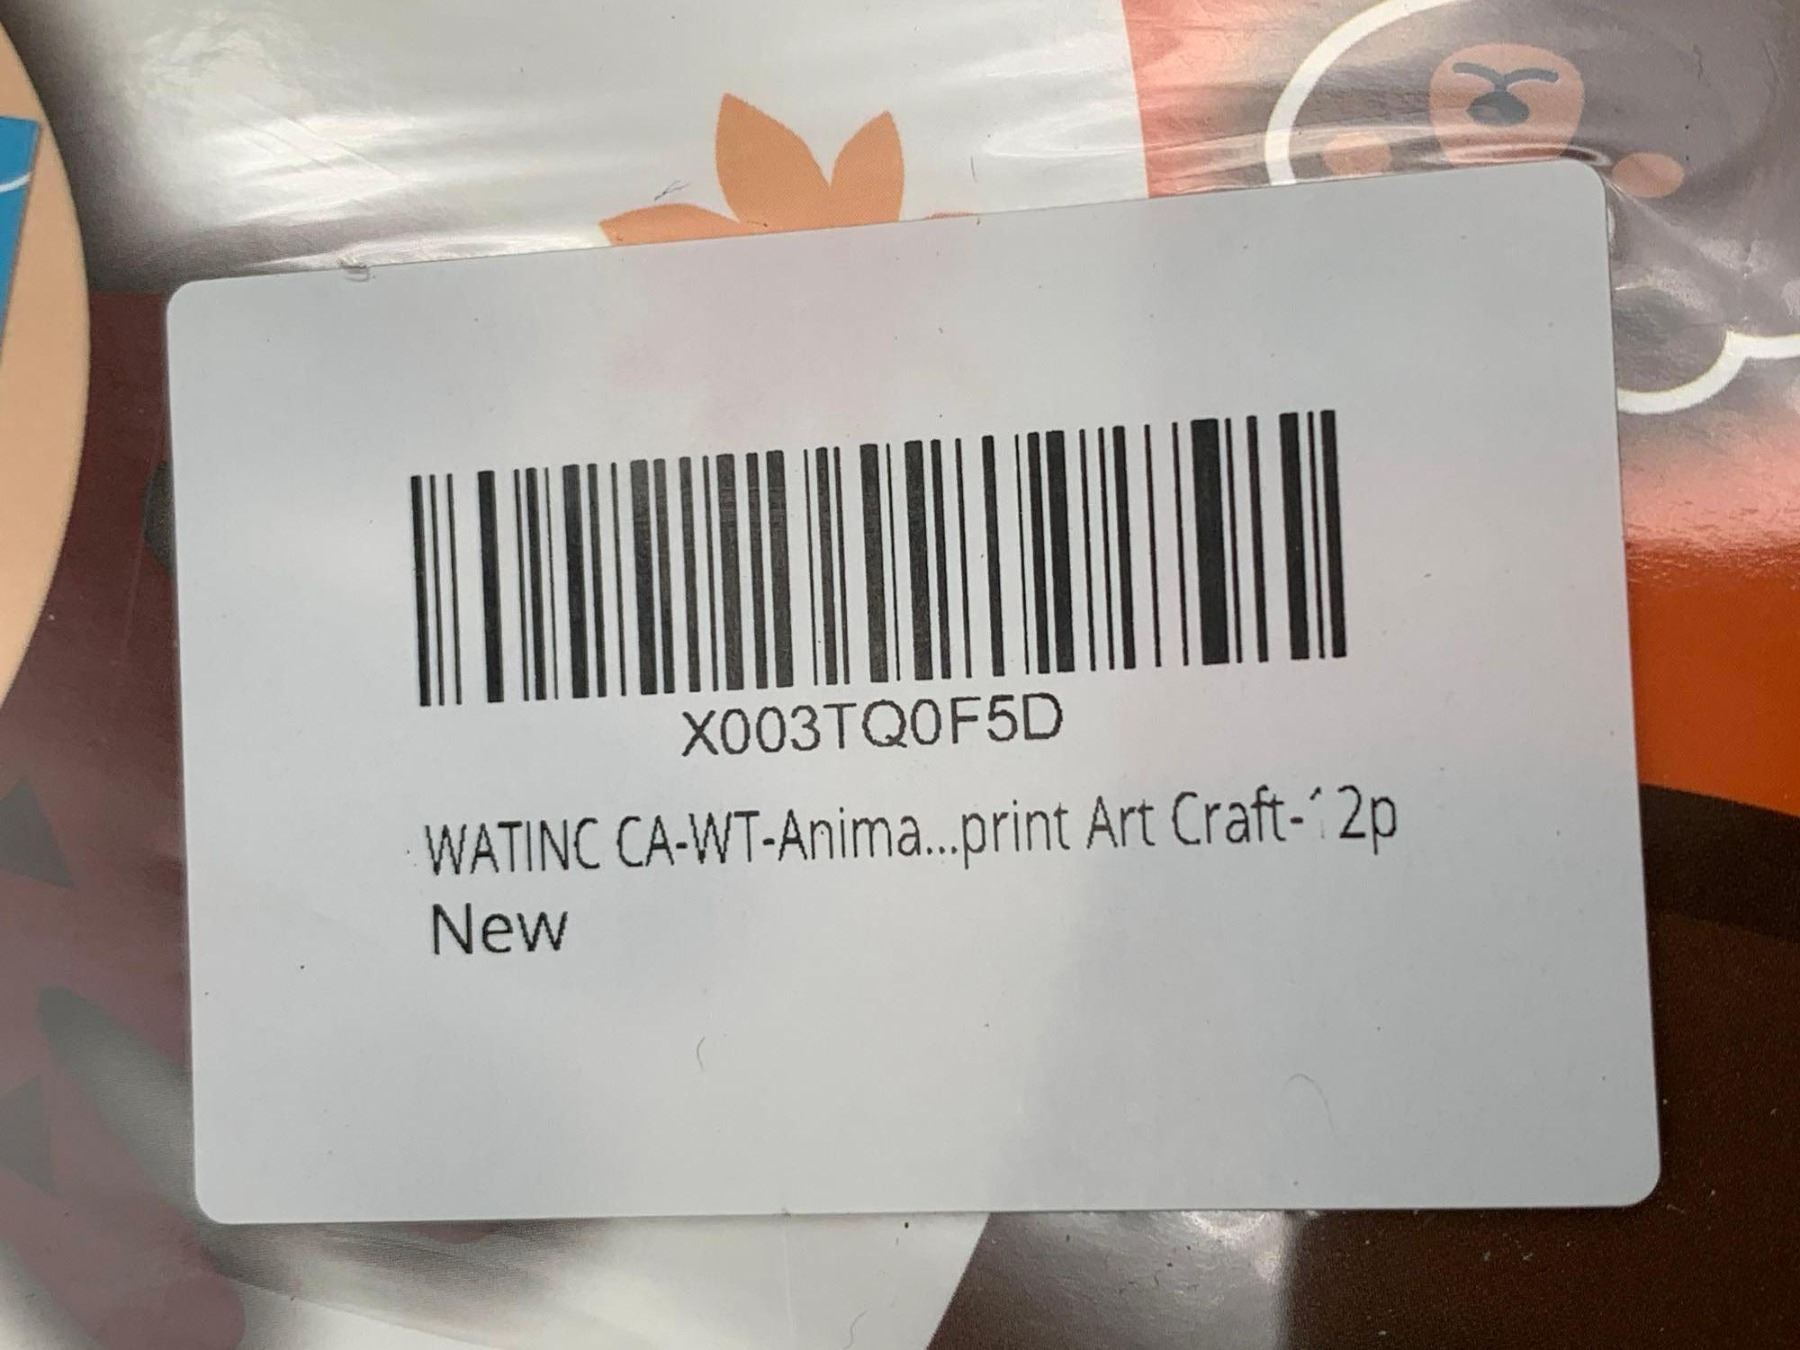 X003TQ0F5D
WATINC CA-WT-Anima...print Art Craft-12p
New